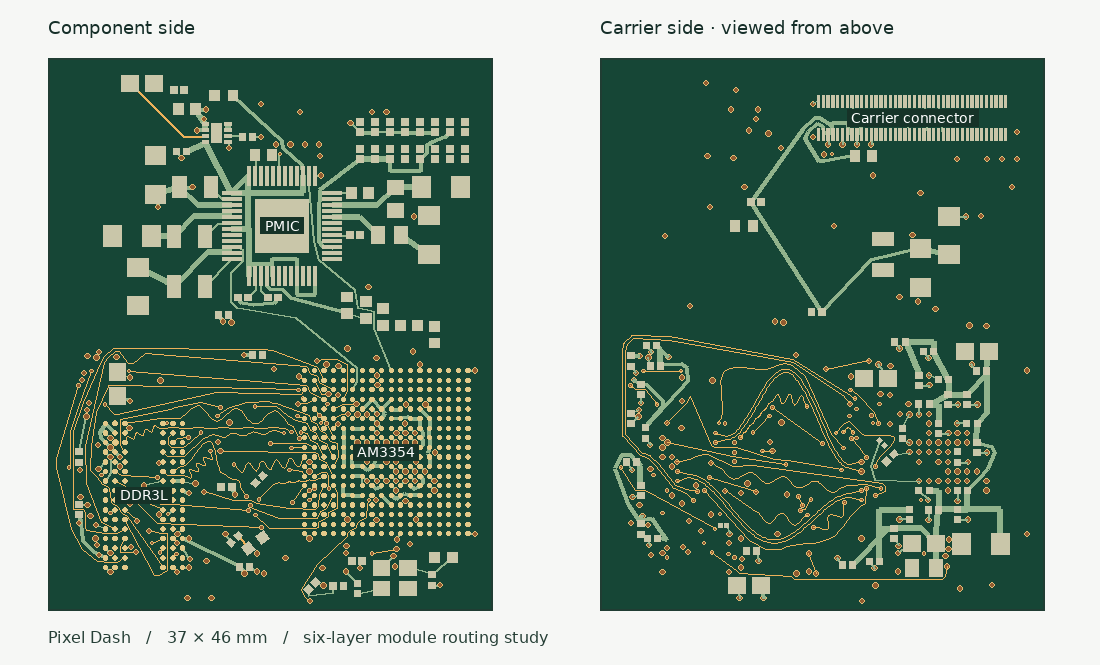 Component side
Carrier side · viewed from above
Carrier connector
PMIC
AM3354
DDR3L
Pixel Dash / 37 × 46 mm / six-layer module routing study